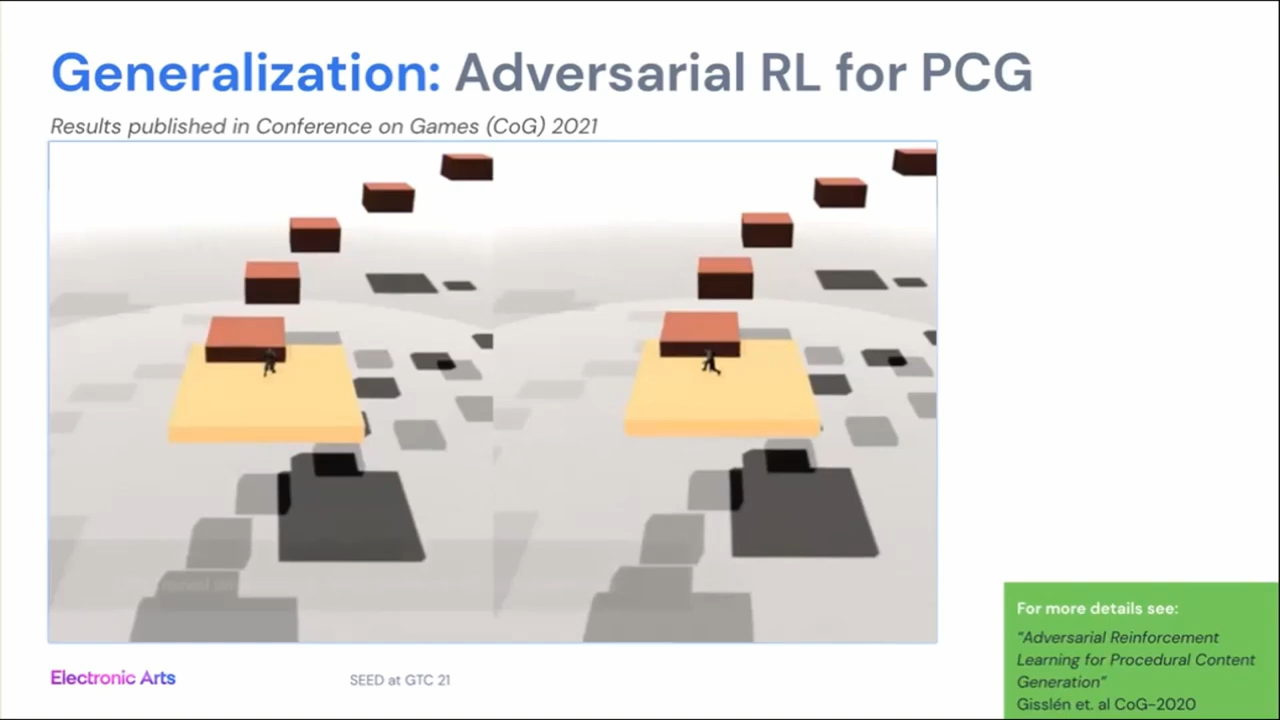 Generalization: Adversarial RL for PCG
Results published in Conference on Games (CoG) 2021
For more details see:
"Adversarial Reinforcement
Learning for Procedural Content
Generation"
Gisslén et. al CoG-2020
Electronic Arts
SEED at GTC 21